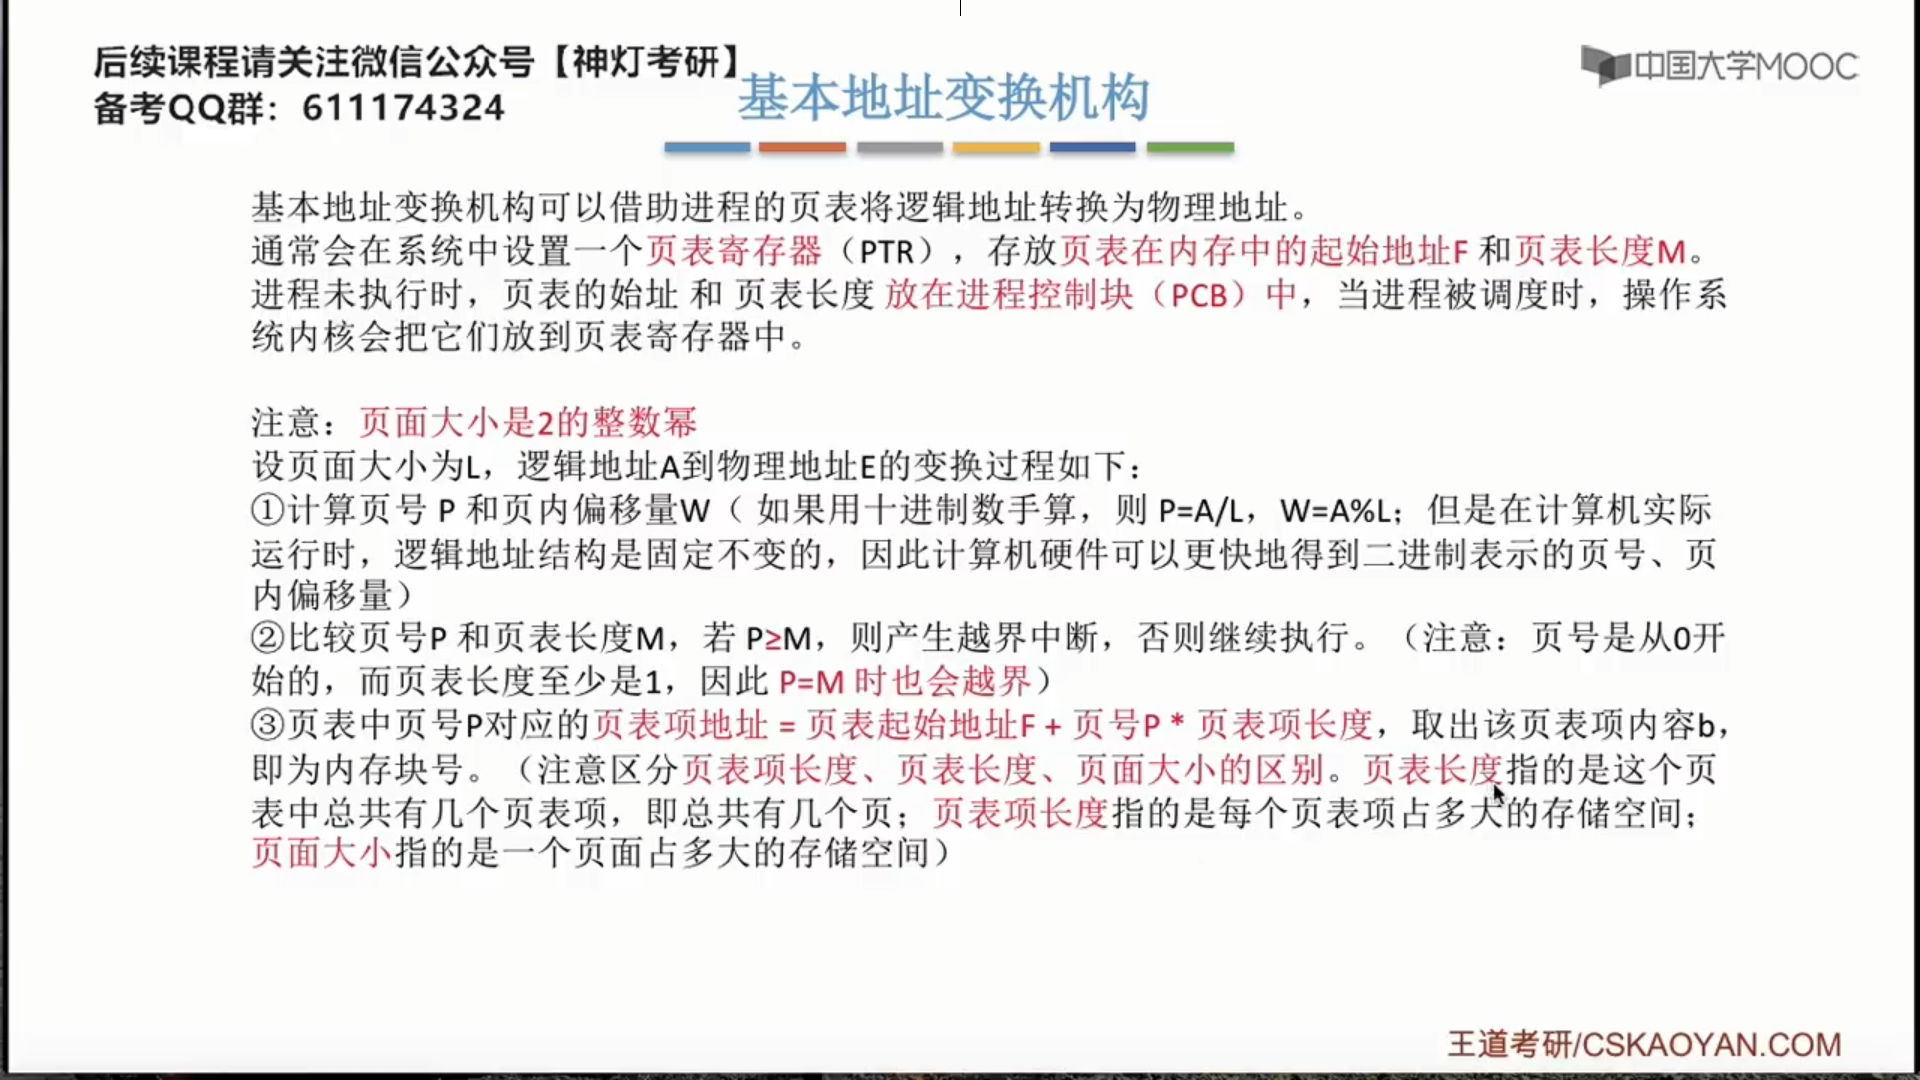 后续课程请关注微信公众号【神灯考研】
备考QQ群：611174324
中国大学MOOC
基本地址变换机构
基本地址变换机构可以借助进程的页表将逻辑地址转换为物理地址。
通常会在系统中设置一个页表寄存器（PTR），存放页表在内存中的起始地址F 和页表长度M。
进程未执行时，页表的始址 和 页表长度 放在进程控制块（PCB）中，当进程被调度时，操作系
统内核会把它们放到页表寄存器中。
注意：页面大小是2的整数幂
设页面大小为L，逻辑地址A到物理地址E的变换过程如下：
①计算页号 P 和页内偏移量W（ 如果用十进制数手算，则 P=A/L，W=A%L；但是在计算机实际
运行时，逻辑地址结构是固定不变的，因此计算机硬件可以更快地得到二进制表示的页号、页
内偏移量）
②比较页号P 和页表长度M，若 P≥M，则产生越界中断，否则继续执行。（注意：页号是从0开
始的，而页表长度至少是1，因此 P=M 时也会越界）
③页表中页号P对应的页表项地址 = 页表起始地址F + 页号P * 页表项长度，取出该页表项内容b，
即为内存块号。（注意区分页表项长度、页表长度、页面大小的区别。页表长度指的是这个页
表中总共有几个页表项，即总共有几个页；页表项长度指的是每个页表项占多大的存储空间；
页面大小指的是一个页面占多大的存储空间）
王道考研/CSKAOYAN.COM